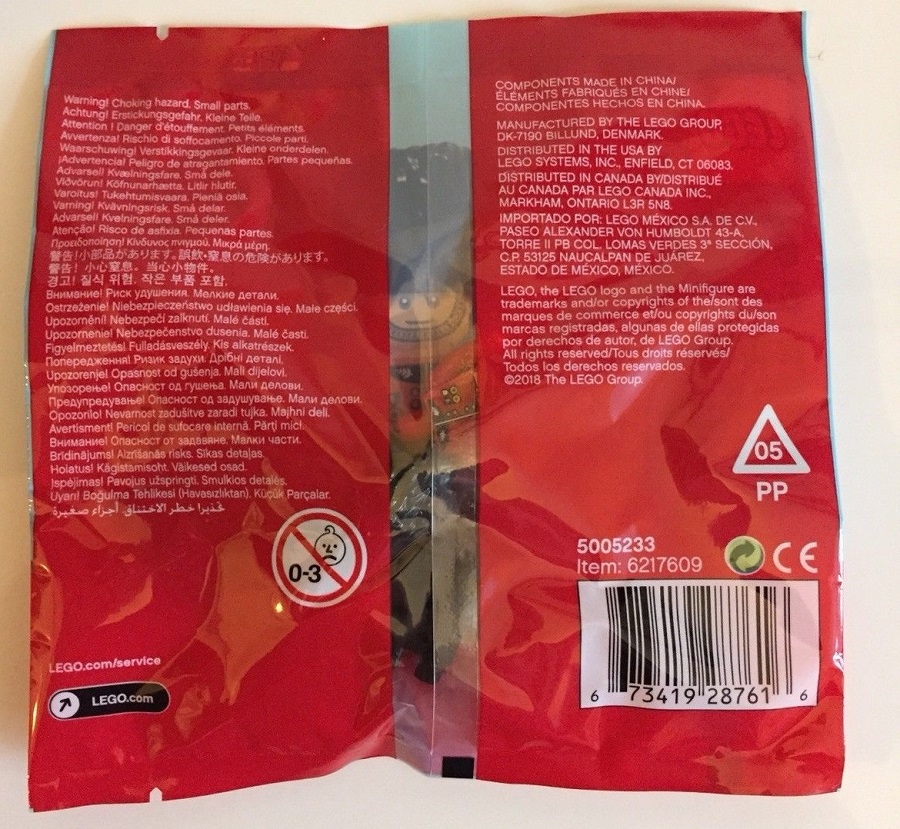 Warning! Choking hazard. Small parts.
Achtung! Erstickungsgefahr. Kleine Teile.
Attention ! Danger d'étouffement. Petits éléments.
Avvertenza! Rischio di soffocamento. Piccole parti.
Waarschuwing! Verstikkingsgevaar. Kleine onderdelen.
¡Advertencia! Peligro de atragantamiento. Partes pequeñas.
Advarsel! Kvælningsfare. Små dele.
Viðvörun! Köfnunarhætta. Litlir hlutir.
Varoitus! Tukehtumisvaara. Pieniä osia.
Varning! Kvävningsrisk. Små delar.
Advarsel! Kvelningsfare. Små deler.
Atenção! Risco de asfixia. Pequenas partes.
Προειδοποίηση! Κίνδυνος πνιγμού. Μικρά μέρη.
警告!小部品があります。誤飲・窒息の危険があります。
警告! 小心窒息。当心小物件。
경고! 질식 위험. 작은 부품 포함.
Внимание! Риск удушения. Мелкие детали.
Ostrzeżenie! Niebezpieczeństwo udławienia się. Małe części.
Upozornění! Nebezpečí zalknutí. Malé části.
Upozornenie! Nebezpečenstvo dusenia. Malé časti.
Figyelmeztetés! Fulladásveszély. Kis alkatrészek.
Попередження! Ризик задухи. Дрібні деталі.
Upozorenje! Opasnost od gušenja. Mali dijelovi.
Упозорење! Опасност од гушења. Мали делови.
Предупредување! Опасност од задушување. Мали делови.
Opozorilo! Nevarnost zadušitve zaradi tujka. Majhni deli.
Avertisment! Pericol de sufocare internă. Părţi mici.
Внимание! Опасност от задавяне. Малки части.
Brīdinājums! Aizrīšanās risks. Sīkas detaļas.
Hoiatus! Kägistamisoht. Väikesed osad.
Įspėjimas! Pavojus užspringti. Smulkios detalės.
Uyarı! Boğulma Tehlikesi (Havasızlıktan). Küçük Parçalar.
تحذير! خطر الاختناق. أجزاء صغيرة
0-3
LEGO.com/service
LEGO.com
COMPONENTS MADE IN CHINA/
ÉLÉMENTS FABRIQUÉS EN CHINE/
COMPONENTES HECHOS EN CHINA.
MANUFACTURED BY THE LEGO GROUP,
DK-7190 BILLUND, DENMARK.
DISTRIBUTED IN THE USA BY
LEGO SYSTEMS, INC., ENFIELD, CT 06083.
DISTRIBUTED IN CANADA BY/DISTRIBUÉ
AU CANADA PAR LEGO CANADA INC.,
MARKHAM, ONTARIO L3R 5N8.
IMPORTADO POR: LEGO MÉXICO S.A. DE C.V.,
PASEO ALEXANDER VON HUMBOLDT 43-A,
TORRE II PB COL. LOMAS VERDES 3ª SECCIÓN,
C.P. 53125 NAUCALPAN DE JUÁREZ,
ESTADO DE MÉXICO, MÉXICO.
LEGO, the LEGO logo and the Minifigure are
trademarks and/or copyrights of the/sont des
marques de commerce et/ou copyrights du/son
marcas registradas, algunas de ellas protegidas
por derechos de autor, de LEGO Group.
All rights reserved/Tous droits réservés/
Todos los derechos reservados.
©2018 The LEGO Group.
05
PP
5005233
Item: 6217609
CE
6 73419 28761 6